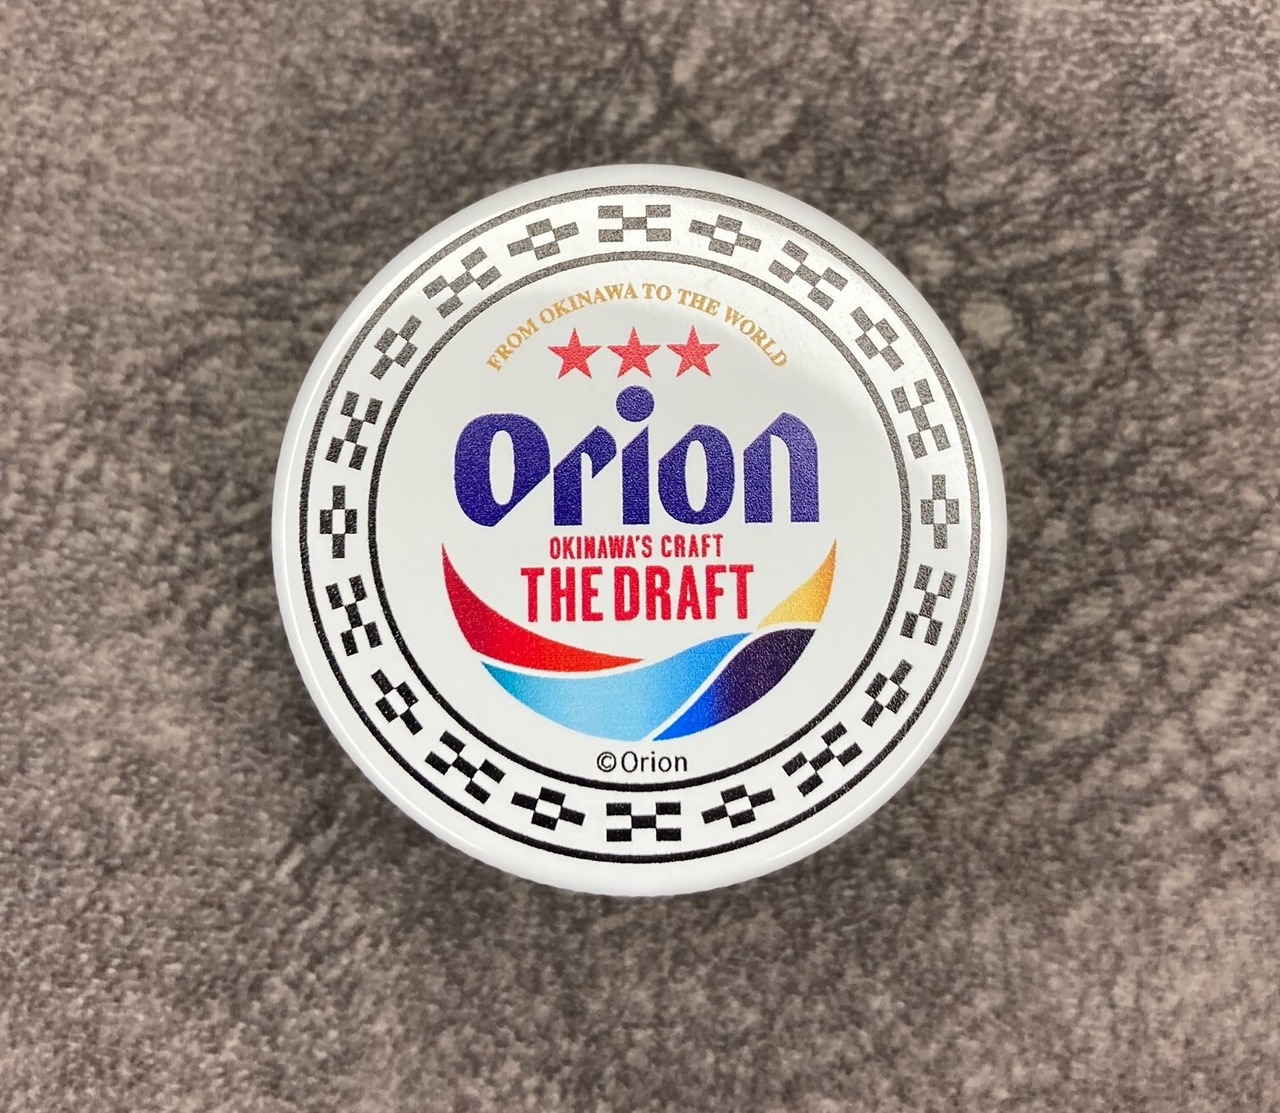 FROM OKINAWA TO THE WORLD
Orion
OKINAWA'S CRAFT
THE DRAFT
©Orion